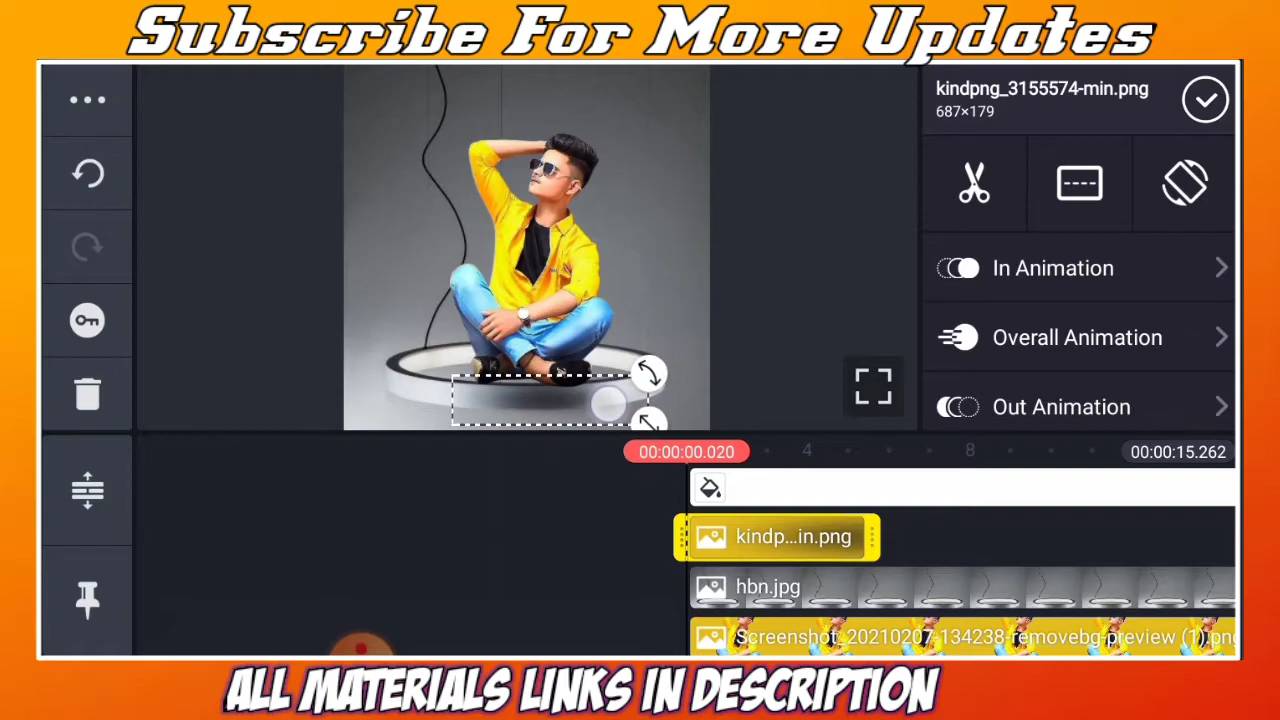 Subscribe For More Updates
kindpng_3155574-min.png
687×179
In Animation
Overall Animation
Out Animation
00:00:00.020
4
8
00:00:15.262
kindp...in.png
hbn.jpg
Screenshot_20210207-134238-removebg-preview (1).png
ALL MATERIALS LINKS IN DESCRIPTION